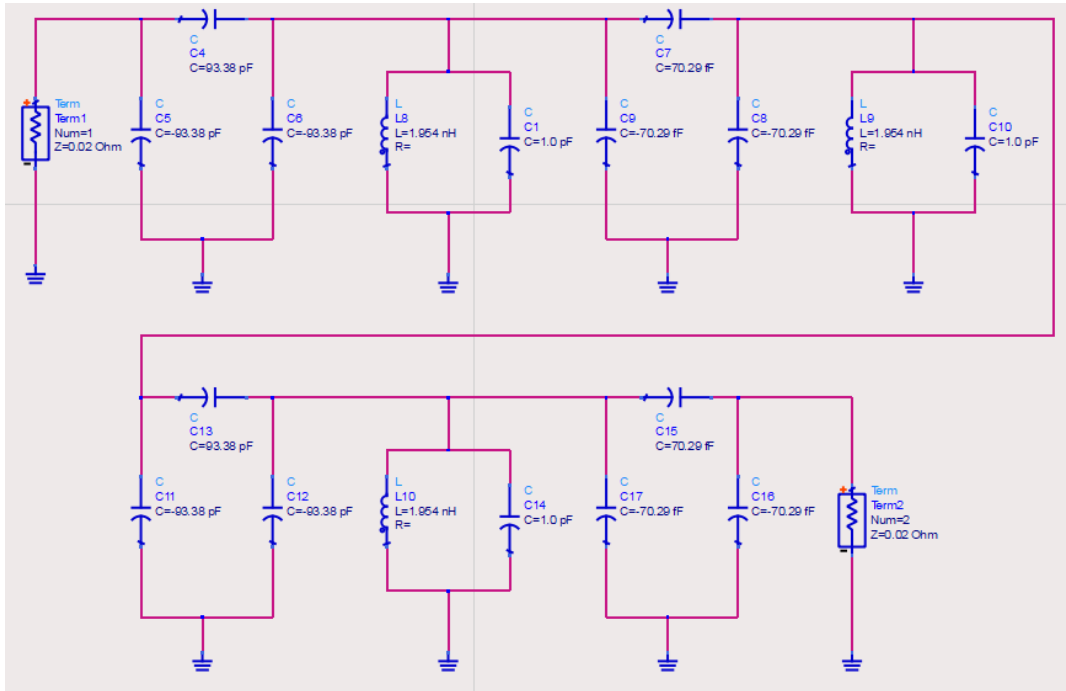 C
C4
C=93.38 pF
C
C7
C=70.29 fF
+
Term
Term1
Num=1
Z=0.02 Ohm
-
C
C5
C=-93.38 pF
C
C6
C=-93.38 pF
L
L8
L=1.954 nH
R=
C
C1
C=1.0 pF
C
C9
C=-70.29 fF
C
C8
C=-70.29 fF
L
L9
L=1.954 nH
R=
C
C10
C=1.0 pF
C
C13
C=93.38 pF
C
C15
C=70.29 fF
C
C11
C=-93.38 pF
C
C12
C=-93.38 pF
L
L10
L=1.954 nH
R=
C
C14
C=1.0 pF
C
C17
C=-70.29 fF
C
C16
C=-70.29 fF
+
Term
Term2
Num=2
Z=0.02 Ohm
-